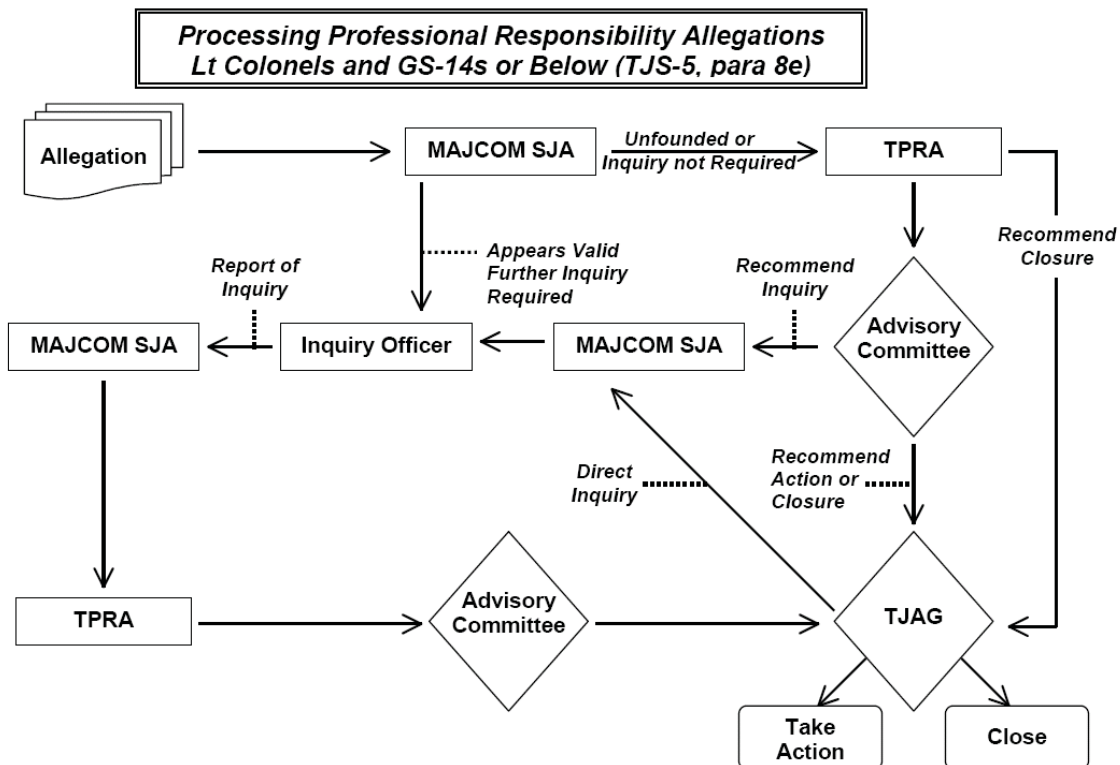 Processing Professional Responsibility Allegations
Lt Colonels and GS-14s or Below (TJS-5, para 8e)
Allegation
MAJCOM SJA
Unfounded or
Inquiry not Required
TPRA
Recommend
Closure
Appears Valid
Further Inquiry
Required
Report of
Inquiry
Recommend
Inquiry
MAJCOM SJA
Inquiry Officer
MAJCOM SJA
Advisory
Committee
Direct
Inquiry
Recommend
Action or
Closure
TPRA
Advisory
Committee
TJAG
Take
Action
Close